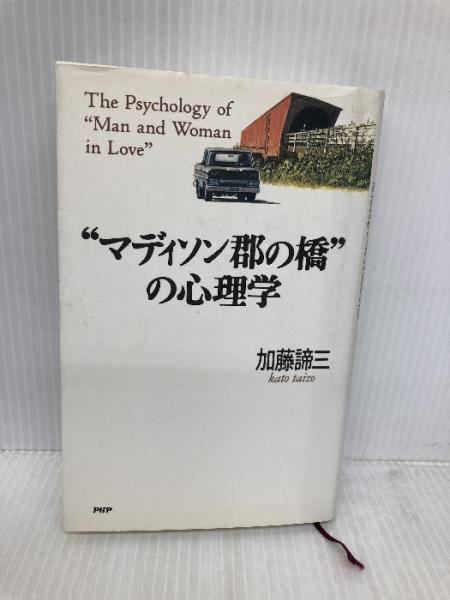 The Psychology of
“Man and Woman
in Love”
“マディソン郡の橋”
の心理学
加藤諦三
kato taizo
PHP